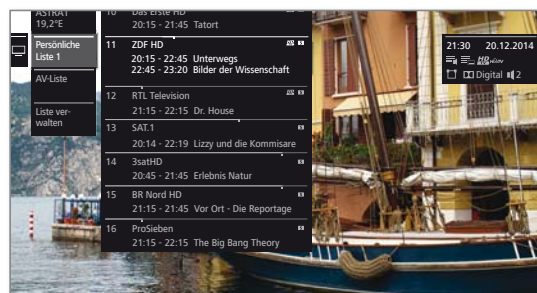 ASTRA1
19,2°E
Persönliche
Liste 1
AV-Liste
Liste ver-
walten
10 Das Erste HD
20:15 - 21:45 Tatort
11 ZDF HD
20:15 - 22:45 Unterwegs
22:45 - 23:20 Bilder der Wissenschaft
12 RTL Television
21:15 - 22:15 Dr. House
13 SAT.1
20:14 - 22:19 Lizzy und die Kommisare
14 3satHD
20:45 - 21:45 Erlebnis Natur
15 BR Nord HD
21:15 - 21:45 Vor Ort - Die Reportage
16 ProSieben
21:15 - 22:15 The Big Bang Theory
21:30 20.12.2014
Digital 2